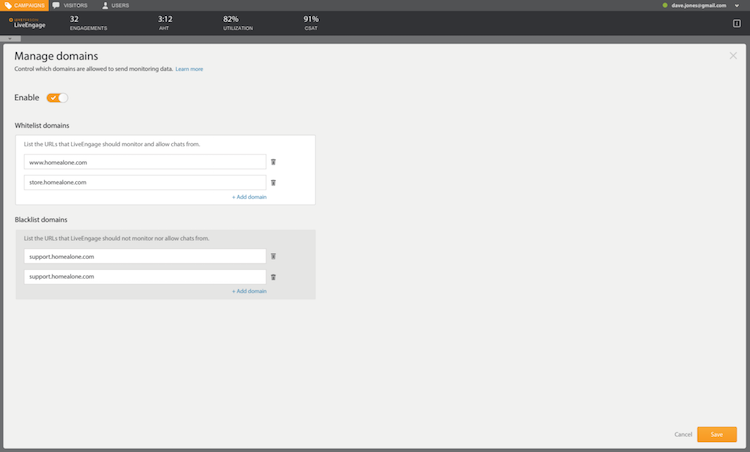 CAMPAIGNS VISITORS USERS dave.jones@gmail.com
LIVEPERSON 32 3:12 82% 91%
LiveEngage ENGAGEMENTS AHT UTILIZATION CSAT
Manage domains
Control which domains are allowed to send monitoring data. Learn more
Enable
Whitelist domains
List the URLs that LiveEngage should monitor and allow chats from.
www.homealone.com
store.homealone.com
+ Add domain
Blacklist domains
List the URLs that LiveEngage should not monitor nor allow chats from.
support.homealone.com
support.homealone.com
+ Add domain
Cancel Save